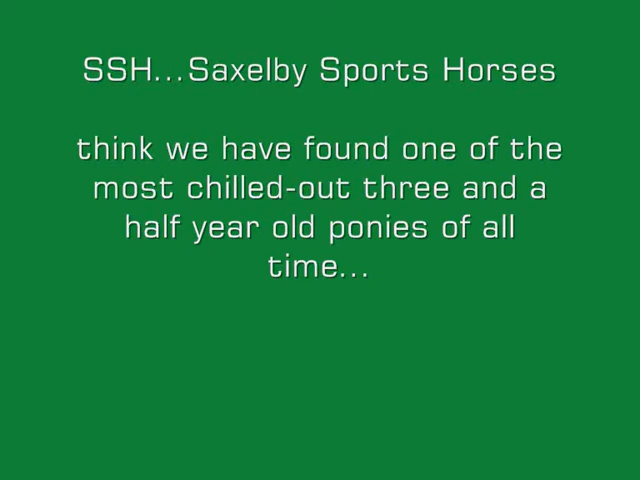 SSH...Saxelby Sports Horses
think we have found one of the
most chilled-out three and a
half year old ponies of all
time...